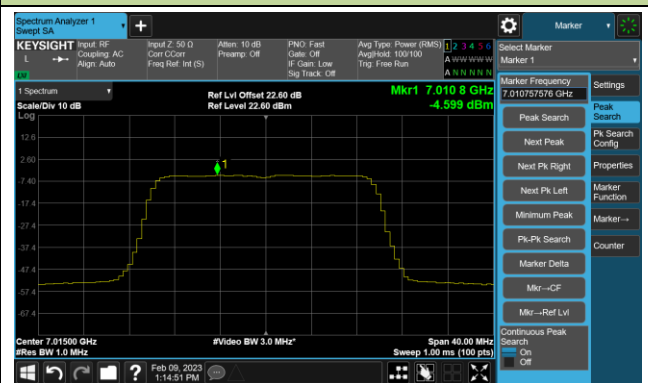 Spectrum Analyzer 1
Swept SA
+
Marker
KEYSIGHT
L
Input: RF
Coupling: AC
Align: Auto
Input Z: 50 Ω
Corr CCorr
Freq Ref: Int (S)
Atten: 10 dB
Preamp: Off
PNO: Fast
Gate: Off
IF Gain: Low
Sig Track: Off
Avg Type: Power (RMS)
Avg|Hold: 100/100
Trig: Free Run
1 2 3 4 5 6
A W W W W W
A N N N N N
Select Marker
Marker 1
1 Spectrum
Scale/Div 10 dB
Log
Ref Lvl Offset 22.60 dB
Ref Level 22.60 dBm
Mkr1 7.010 8 GHz
-4.599 dBm
12.6
2.60
-7.40
-17.4
-27.4
-37.4
-47.4
-57.4
-67.4
1
Center 7.01500 GHz
#Res BW 1.0 MHz
#Video BW 3.0 MHz*
Span 40.00 MHz
Sweep 1.00 ms (100 pts)
Marker Frequency
7.010757576 GHz
Peak Search
Next Peak
Next Pk Right
Next Pk Left
Minimum Peak
Pk-Pk Search
Marker Delta
Mkr→CF
Mkr→Ref Lvl
Continuous Peak
Search
On
Off
Settings
Peak
Search
Pk Search
Config
Properties
Marker
Function
Marker→
Counter
?
Feb 09, 2023
1:14:51 PM